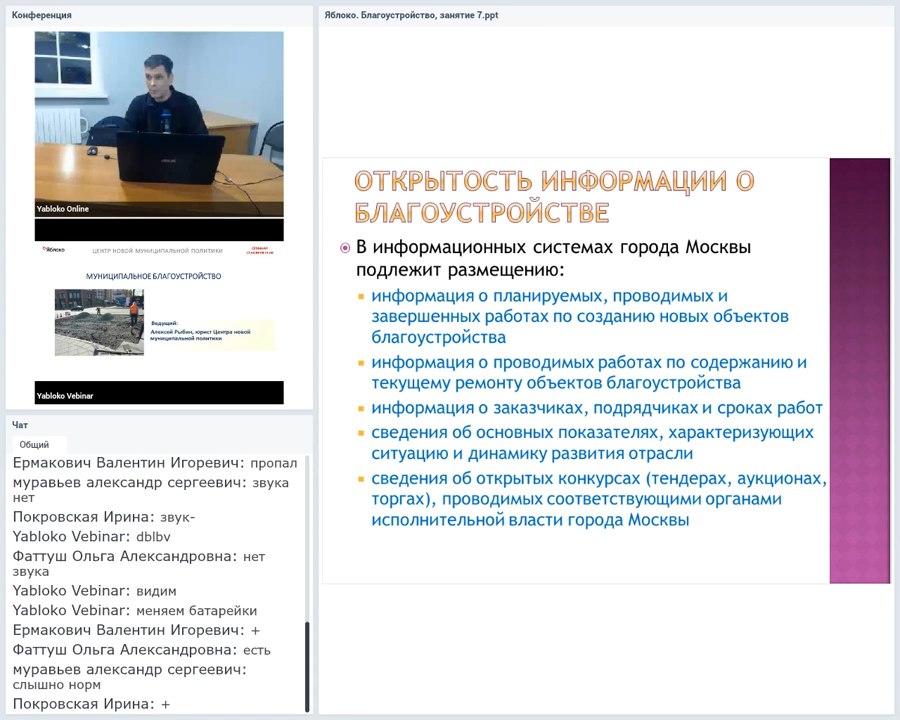 Конференция
Yabloko Online
Яблоко
ЦЕНТР НОВОЙ МУНИЦИПАЛЬНОЙ ПОЛИТИКИ
МУНИЦИПАЛЬНОЕ БЛАГОУСТРОЙСТВО
Ведущий:
Алексей Рыбин, юрист Центра новой
муниципальной политики
Yabloko Vebinar
Чат
Общий
Ермакович Валентин Игоревич: пропал
муравьев александр сергеевич: звука
нет
Покровская Ирина: звук-
Yabloko Vebinar: dblbv
Фаттуш Ольга Александровна: нет
звука
Yabloko Vebinar: видим
Yabloko Vebinar: меняем батарейки
Ермакович Валентин Игоревич: +
Фаттуш Ольга Александровна: есть
муравьев александр сергеевич:
слышно норм
Покровская Ирина: +
Яблоко. Благоустройство, занятие 7.ppt
ОТКРЫТОСТЬ ИНФОРМАЦИИ О
БЛАГОУСТРОЙСТВЕ
В информационных системах города Москвы
подлежит размещению:
информация о планируемых, проводимых и
завершенных работах по созданию новых объектов
благоустройства
информация о проводимых работах по содержанию и
текущему ремонту объектов благоустройства
информация о заказчиках, подрядчиках и сроках работ
сведения об основных показателях, характеризующих
ситуацию и динамику развития отрасли
сведения об открытых конкурсах (тендерах, аукционах,
торгах), проводимых соответствующими органами
исполнительной власти города Москвы